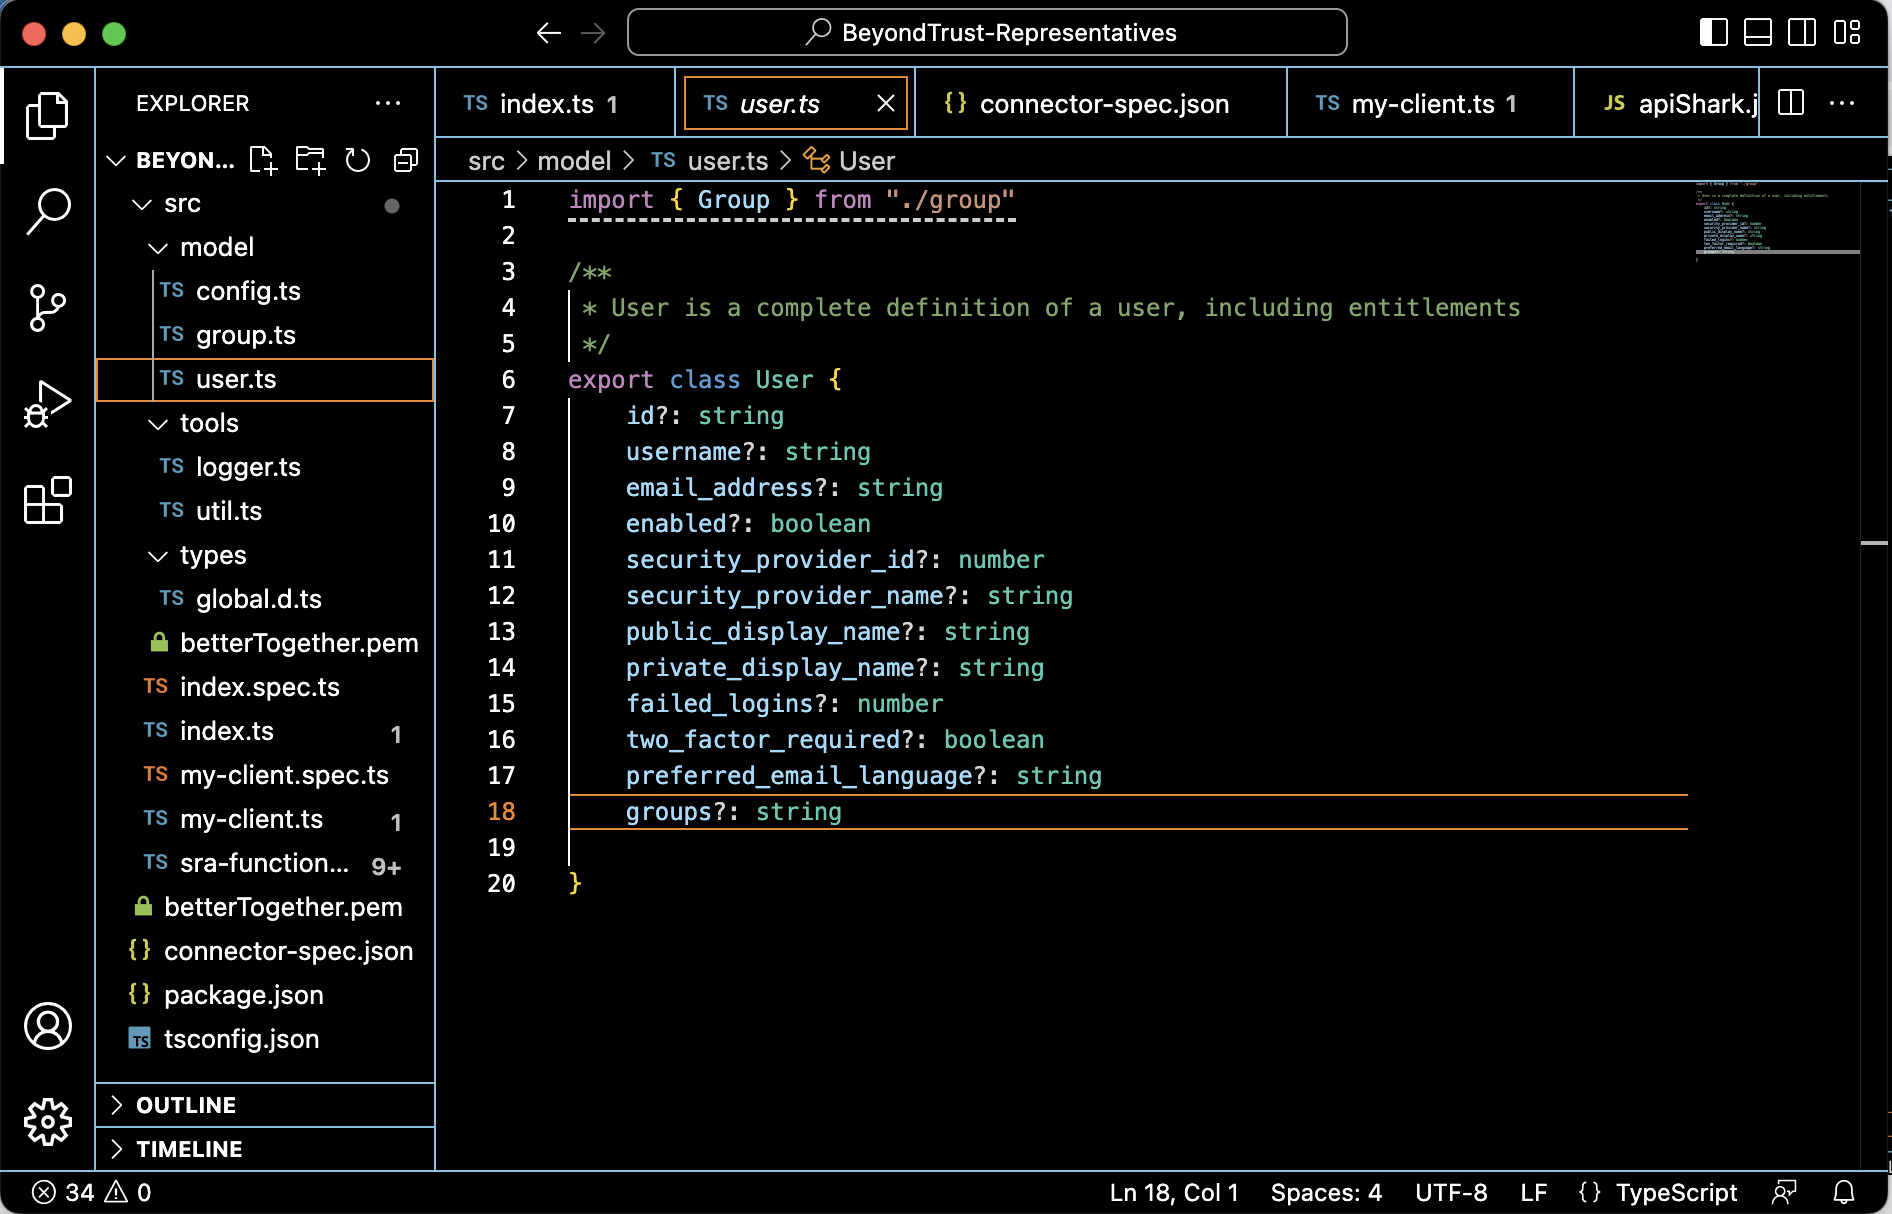 BeyondTrust-Representatives
EXPLORER
BEYON...
src
model
TS config.ts
TS group.ts
TS user.ts
tools
TS logger.ts
TS util.ts
types
TS global.d.ts
betterTogether.pem
TS index.spec.ts
TS index.ts 1
TS my-client.spec.ts
TS my-client.ts 1
TS sra-function... 9+
betterTogether.pem
{} connector-spec.json
{} package.json
TS tsconfig.json
OUTLINE
TIMELINE
TS index.ts 1
TS user.ts
{} connector-spec.json
TS my-client.ts 1
JS apiShark.j
src > model > TS user.ts > User
1 import { Group } from "./group"
2
3 /**
4 * User is a complete definition of a user, including entitlements
5 */
6 export class User {
7 id?: string
8 username?: string
9 email_address?: string
10 enabled?: boolean
11 security_provider_id?: number
12 security_provider_name?: string
13 public_display_name?: string
14 private_display_name?: string
15 failed_logins?: number
16 two_factor_required?: boolean
17 preferred_email_language?: string
18 groups?: string
19
20 }
34 0
Ln 18, Col 1 Spaces: 4 UTF-8 LF {} TypeScript